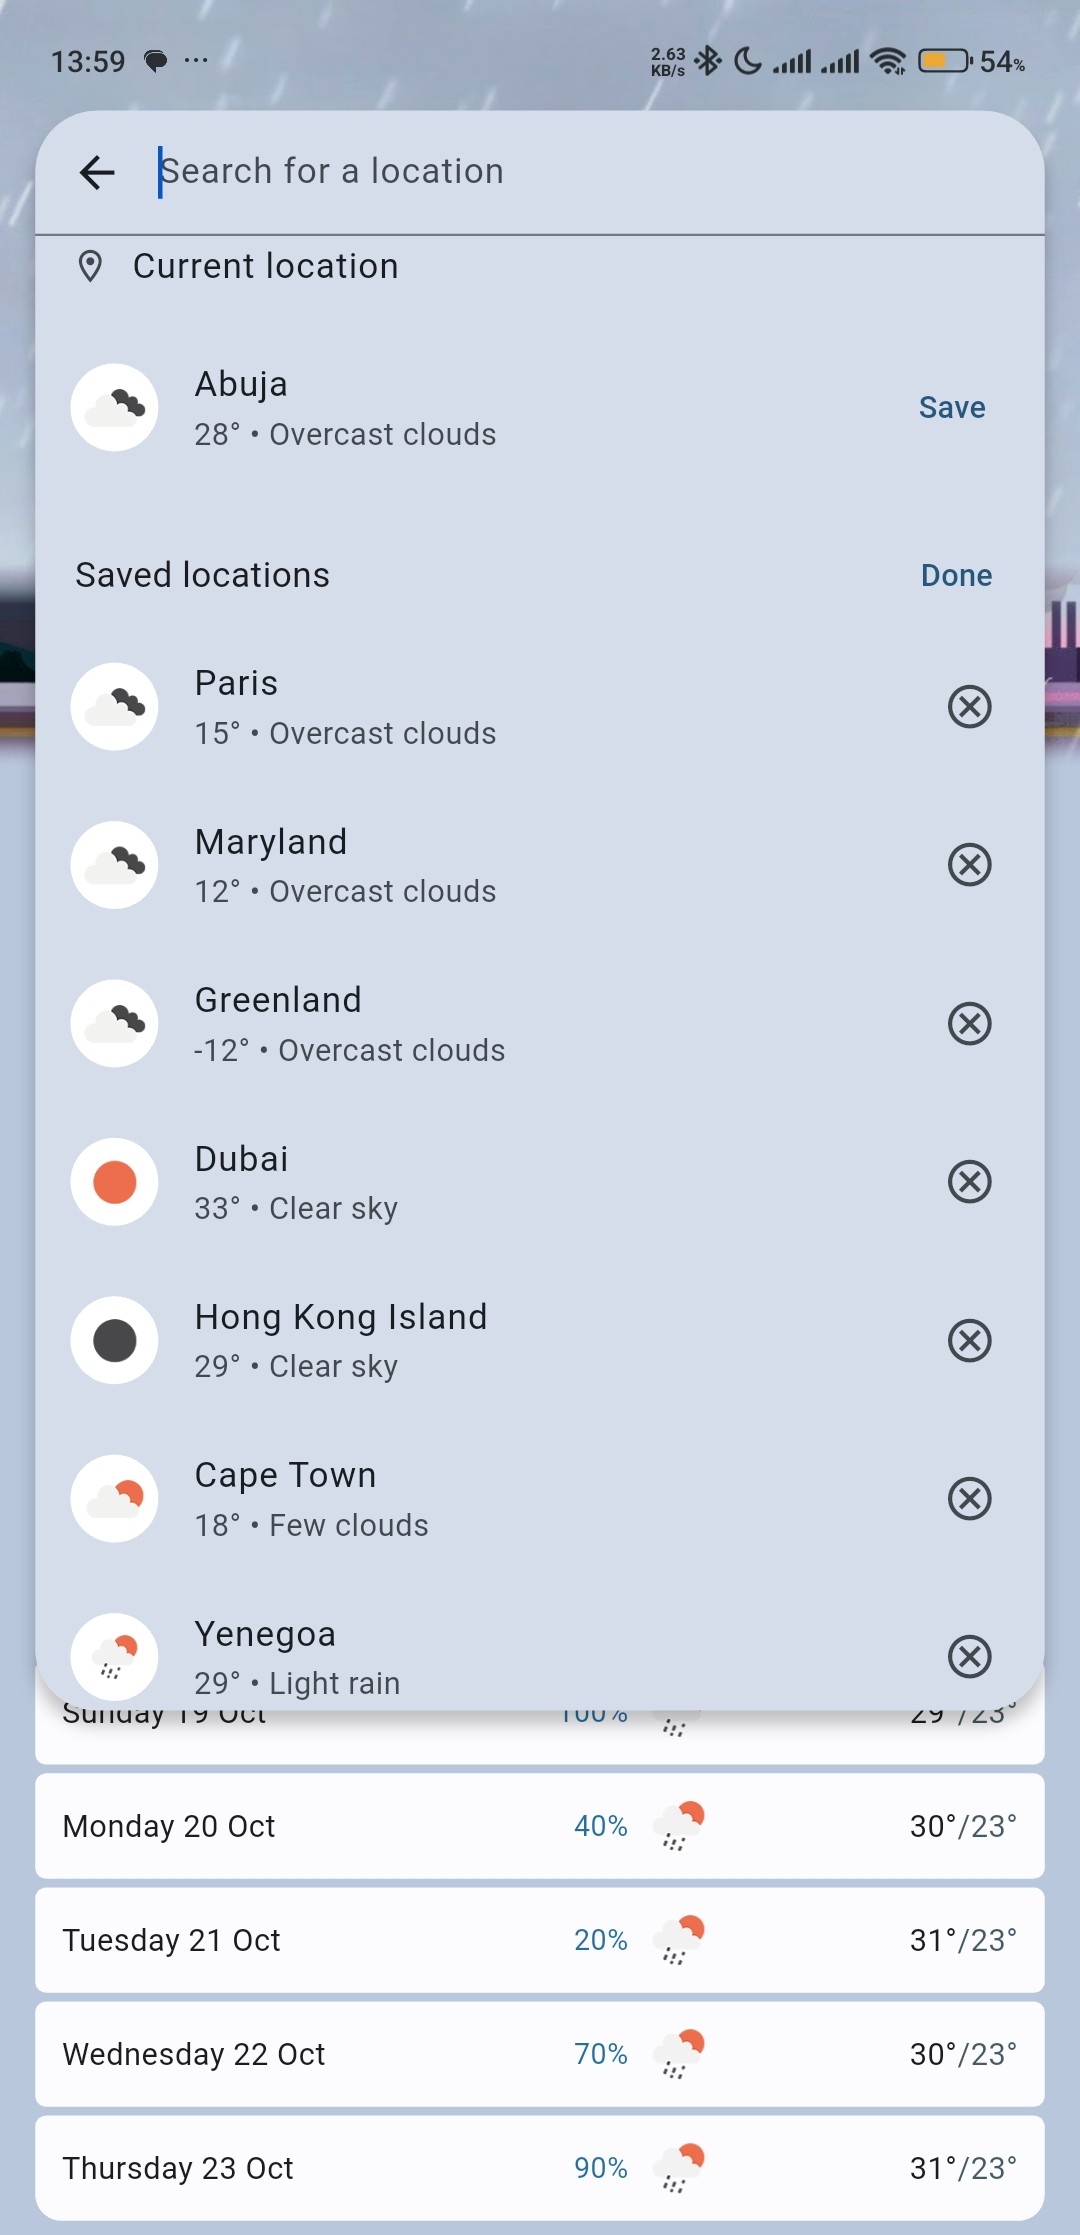 13:59 ...
2.63 KB/s 54%
Search for a location
Current location
Abuja
28° • Overcast clouds
Save
Saved locations
Done
Paris
15° • Overcast clouds
Maryland
12° • Overcast clouds
Greenland
-12° • Overcast clouds
Dubai
33° • Clear sky
Hong Kong Island
29° • Clear sky
Cape Town
18° • Few clouds
Yenegoa
29° • Light rain
Sunday 19 Oct 100% 29°/23°
Monday 20 Oct 40% 30°/23°
Tuesday 21 Oct 20% 31°/23°
Wednesday 22 Oct 70% 30°/23°
Thursday 23 Oct 90% 31°/23°